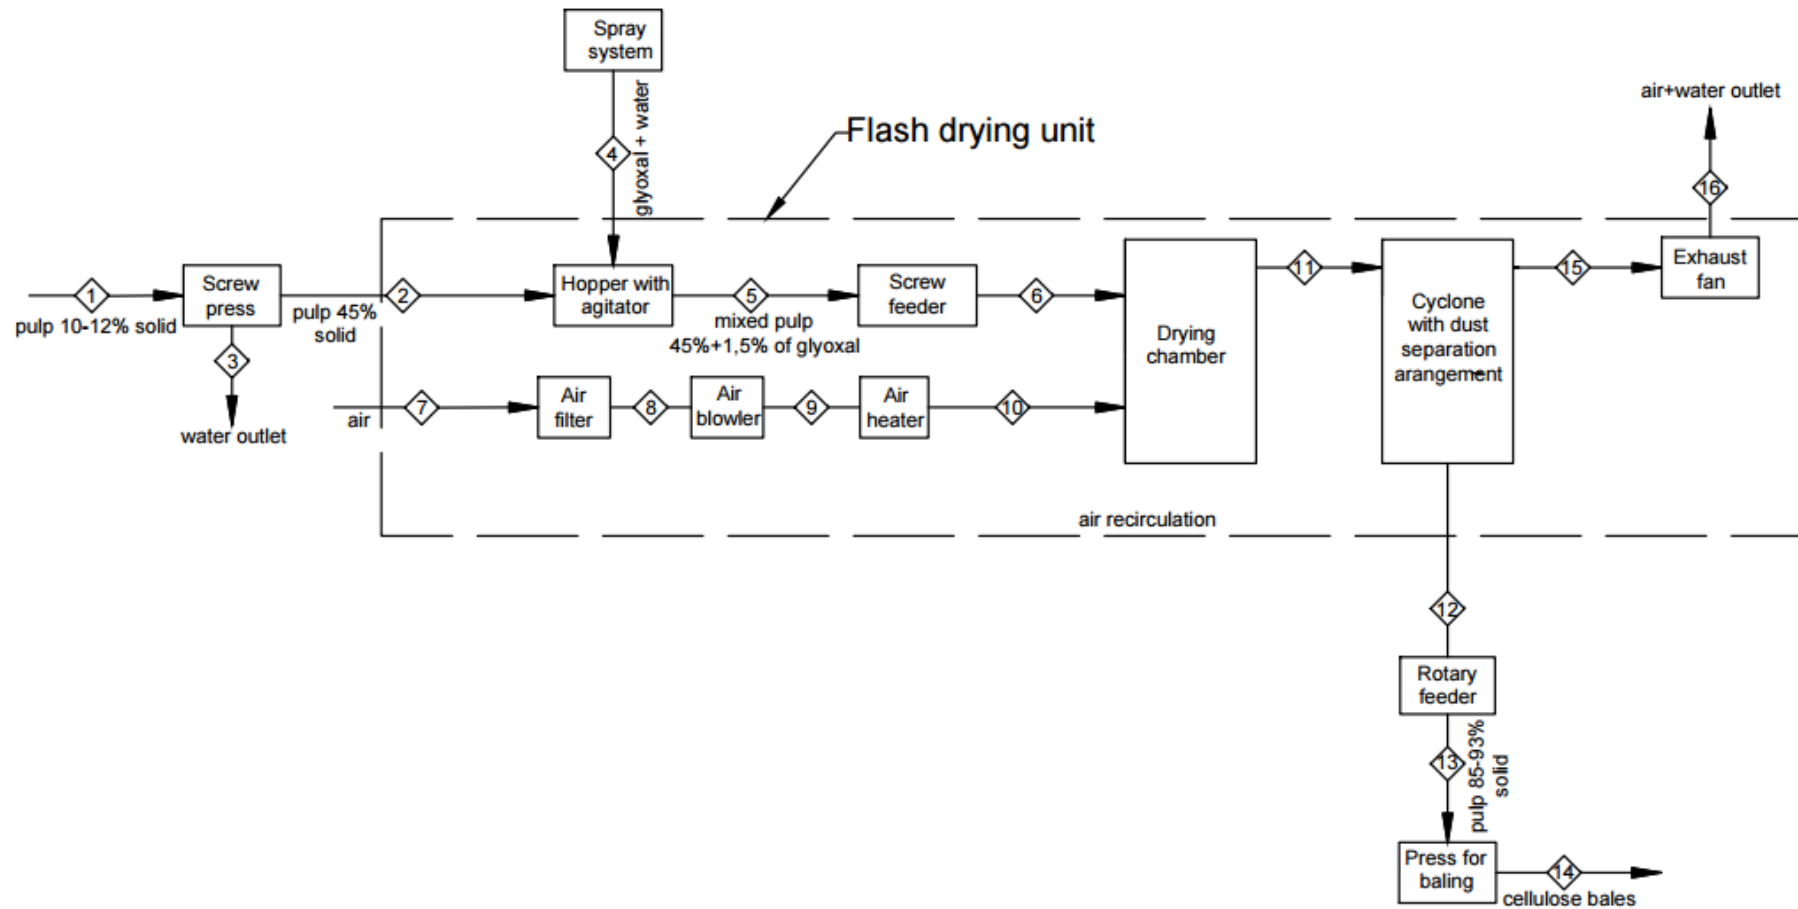 Spray
system
glyoxal + water
4
Flash drying unit
air+water outlet
16
1
pulp 10-12% solid
Screw
press
2
pulp 45%
solid
3
water outlet
Hopper with
agitator
5
mixed pulp
45%+1,5% of glyoxal
Screw
feeder
6
Drying
chamber
11
Cyclone
with dust
separation
arangement
15
Exhaust
fan
7
air
Air
filter
8
Air
blowler
9
Air
heater
10
air recirculation
12
Rotary
feeder
13
pulp 85-93%
solid
Press for
baling
14
cellulose bales